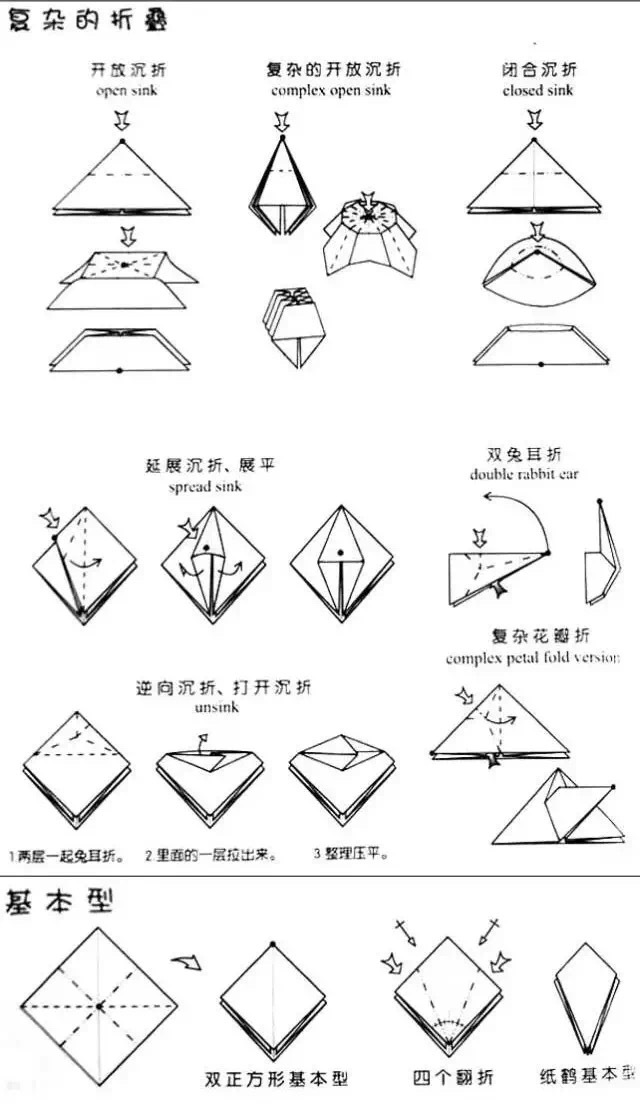 复杂的折叠
开放沉折
open sink
复杂的开放沉折
complex open sink
闭合沉折
closed sink
延展沉折、展平
spread sink
双兔耳折
double rabbit ear
复杂花瓣折
complex petal fold version
逆向沉折、打开沉折
unsink
1 两层一起兔耳折。
2.里面的一层拉出来。
3 整理压平。
基本型
双正方形基本型
四个翻折
纸鹤基本型